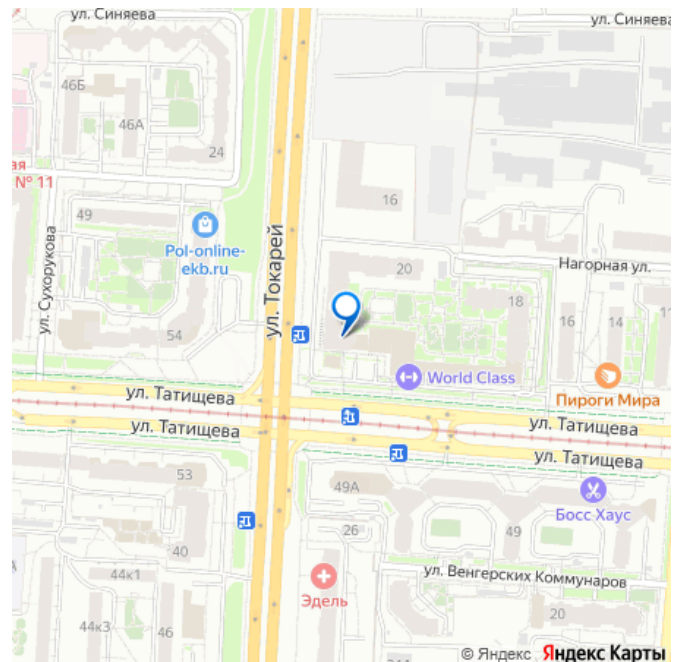 ул. Синяева
ул. Синяева
46Б
46А
24
ая
№ 11
49
Pol-online-
ekb.ru
ул. Сухорукова
54
ул. Токарей
16
20
Нагорная ул.
18
16
14
11
World Class
Пироги Мира
ул. Татищева
ул. Татищева
ул. Татищева
ул. Татищева
53
49А
Босс Хаус
26
49
40
44к1
Эдель
ул. Венгерских Коммунаров
44к3
46
20
© Яндекс Яндекс Карты